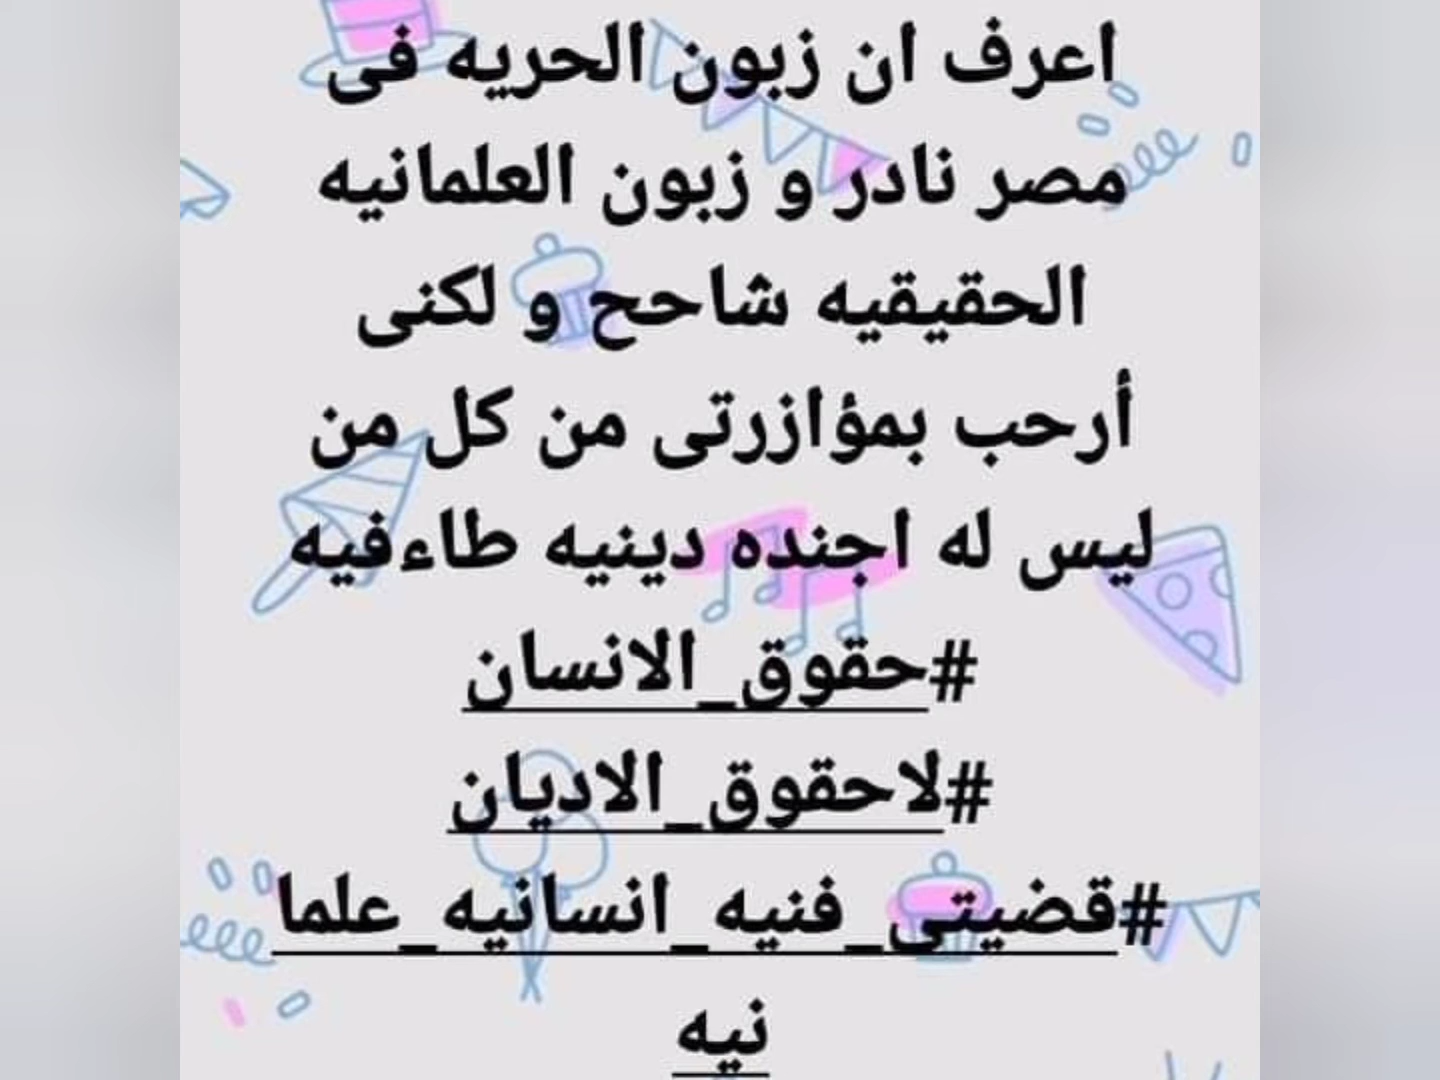 اعرف ان زبون الحريه فى
مصر نادر و زبون العلمانيه
الحقيقيه شاحح و لكنى
أرحب بمؤازرتى من كل من
ليس له اجنده دينيه طاءفيه
#حقوق_الانسان
#لاحقوق_الاديان
#قضيتى_فنيه_انسانيه_علما
نيه